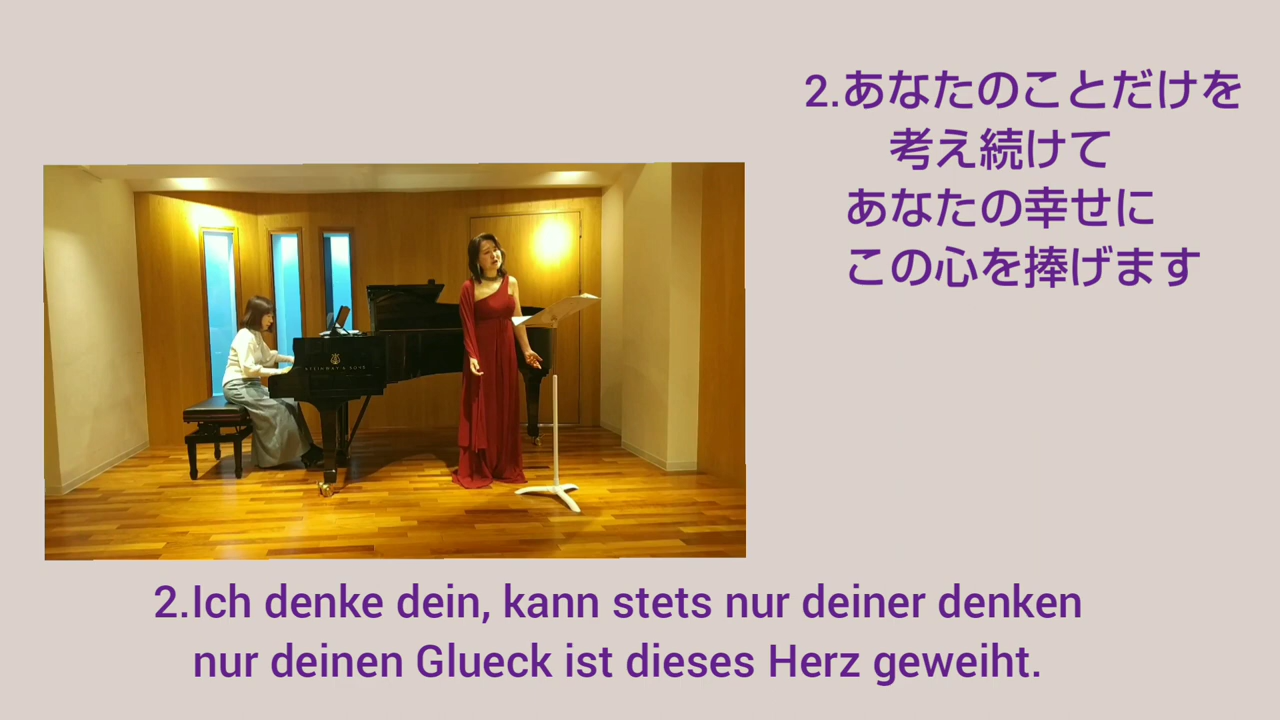 2.あなたのことだけを
考え続けて
あなたの幸せに
この心を捧げます
STEINWAY & SONS
2.Ich denke dein, kann stets nur deiner denken
nur deinen Glueck ist dieses Herz geweiht.